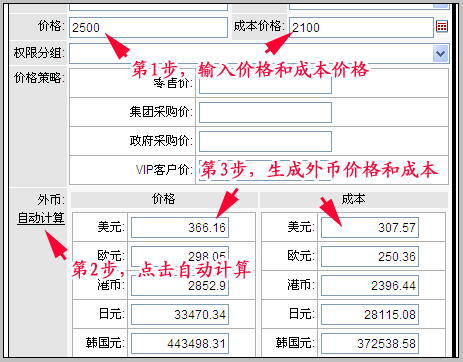 价格: 2500 成本价格: 2100
权限分组:
第1步，输入价格和成本价格
价格策略: 零售价:
集团采购价:
政府采购价:
VIP客户价:
第3步，生成外币价格和成本
外币: 价格 成本
自动计算
美元: 366.16 美元: 307.57
欧元: 298.05 欧元: 250.36
第2步，点击自动计算
港币: 2852.9 港币: 2396.44
日元: 33470.34 日元: 28115.08
韩国元: 443498.31 韩国元: 372538.58